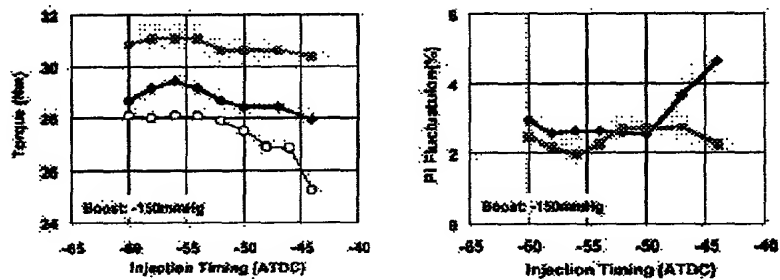 32
30
28
26
24
Torque (Nm)
Boost: -150mmHg
-65 -60 -55 -50 -45 -40
Injection Timing (ATDC)
6
4
2
0
PI Fluctuation(%)
Boost: -150mmHg
-65 -60 -55 -50 -45 -40
Injection Timing (ATDC)